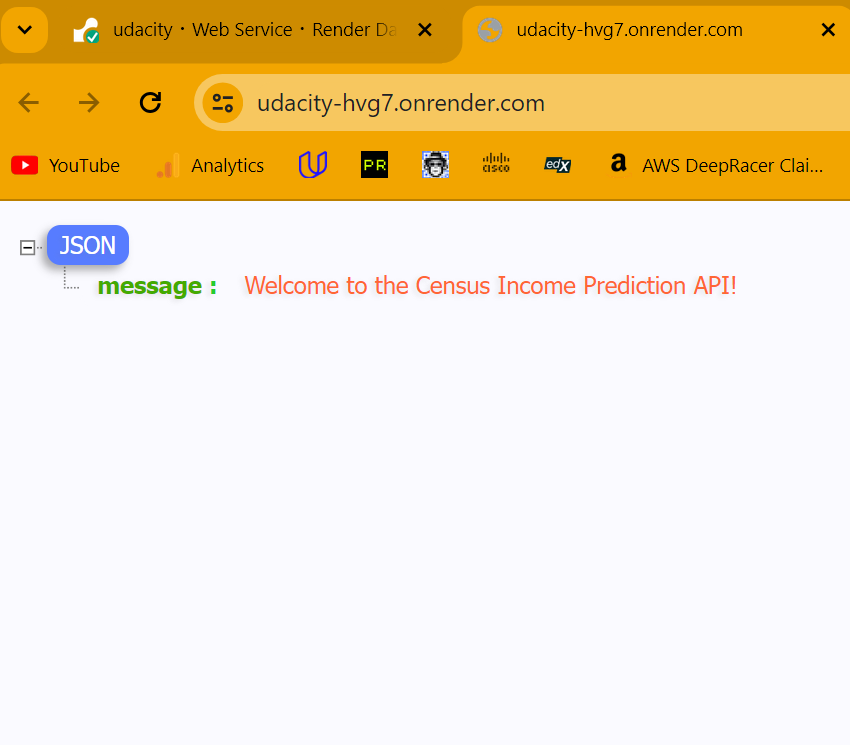 udacity · Web Service · Render Da
udacity-hvg7.onrender.com
udacity-hvg7.onrender.com
YouTube
Analytics
PR
CISCO
edX
a
AWS DeepRacer Clai...
JSON
message : Welcome to the Census Income Prediction API!